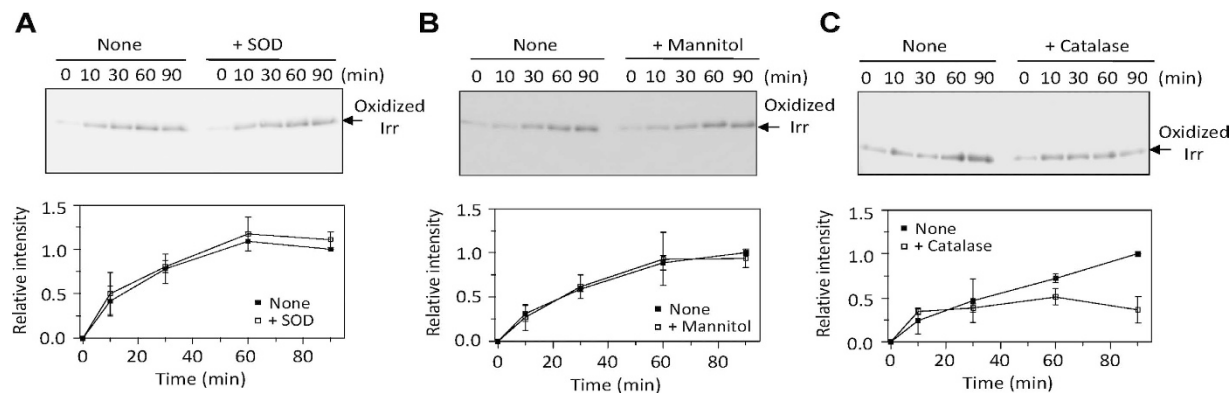 A
None + SOD
0 10 30 60 90 0 10 30 60 90 (min)
Oxidized
Irr
Relative intensity
1.5
1.0
0.5
0.0
None
+ SOD
0 20 40 60 80
Time (min)
B
None + Mannitol
0 10 30 60 90 0 10 30 60 90 (min)
Oxidized
Irr
Relative intensity
1.5
1.0
0.5
0.0
None
+ Mannitol
0 20 40 60 80
Time (min)
C
None + Catalase
0 10 30 60 90 0 10 30 60 90 (min)
Oxidized
Irr
Relative intensity
1.5
1.0
0.5
0.0
None
+ Catalase
0 20 40 60 80
Time (min)